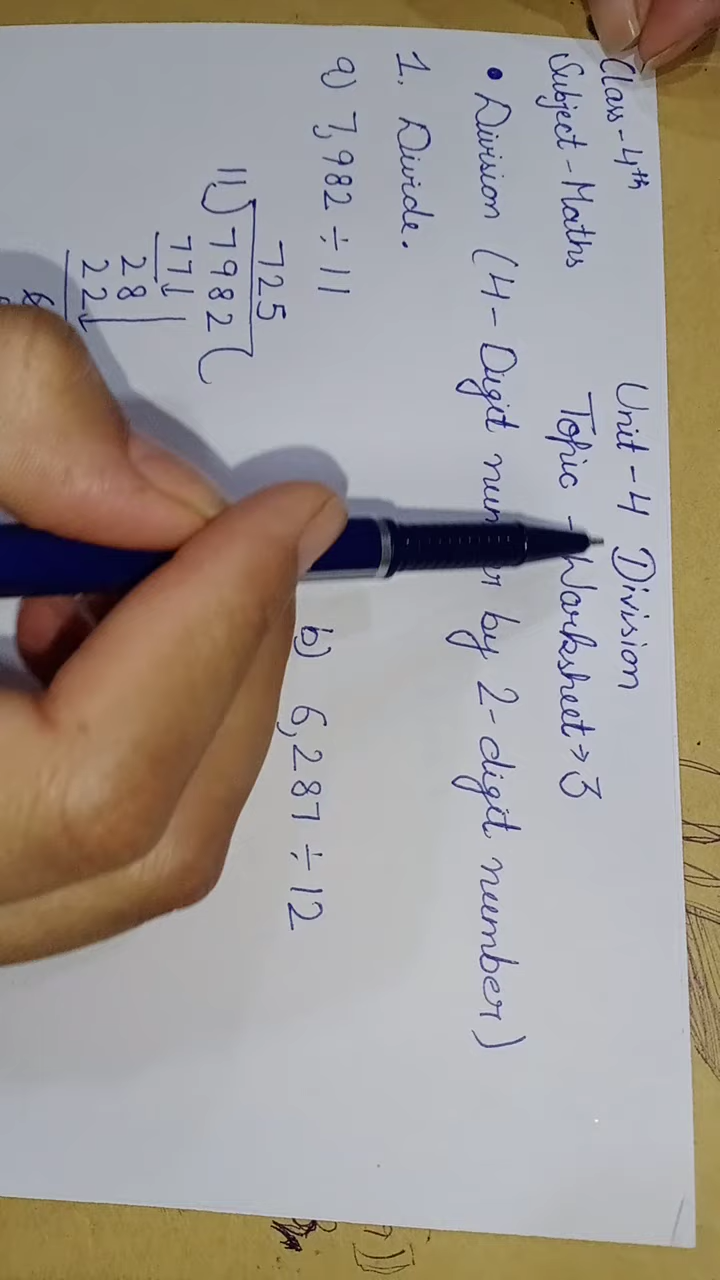 Class - 4th Unit - 4 Division
Subject - Maths Topic - Worksheet > 3
• Division (4 - Digit by 2 - digit number)
1. Divide.
a) 7,982 ÷ 11 b) 6,287 ÷ 12
725
11) 7982 (
77↓
28
22↓
6